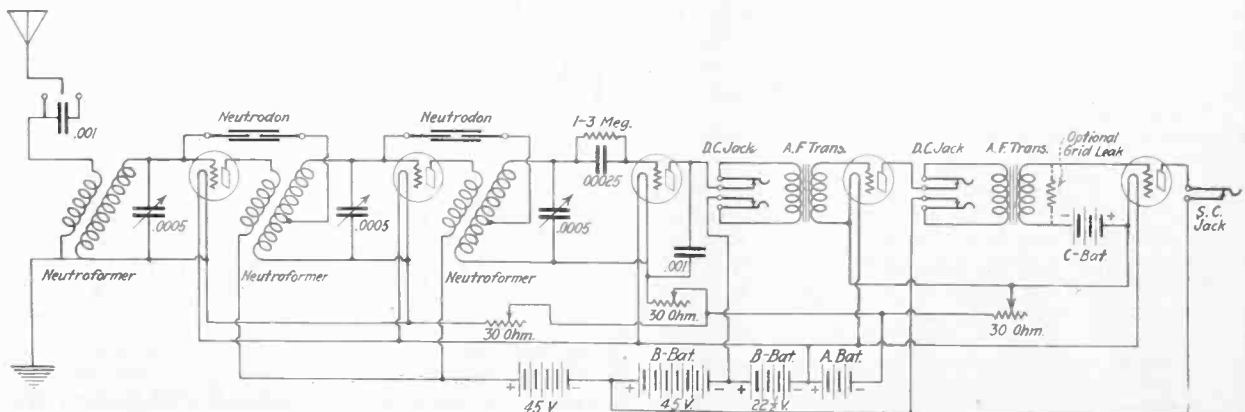 .001
Neutrodon
Neutrodon
1-3 Meg.
.00025
D.C. Jack
A.F. Trans.
D.C. Jack
A.F. Trans.
Optional
Grid Leak
.0005
.0005
.0005
.001
- +
C-Bat.
S.C.
Jack
Neutroformer
Neutroformer
Neutroformer
30 Ohm.
30 Ohm.
30 Ohm.
B-Bat.
B-Bat.
A. Bat.
+ -
+ -
+ -
+ -
45 V.
45 V.
22½ V.